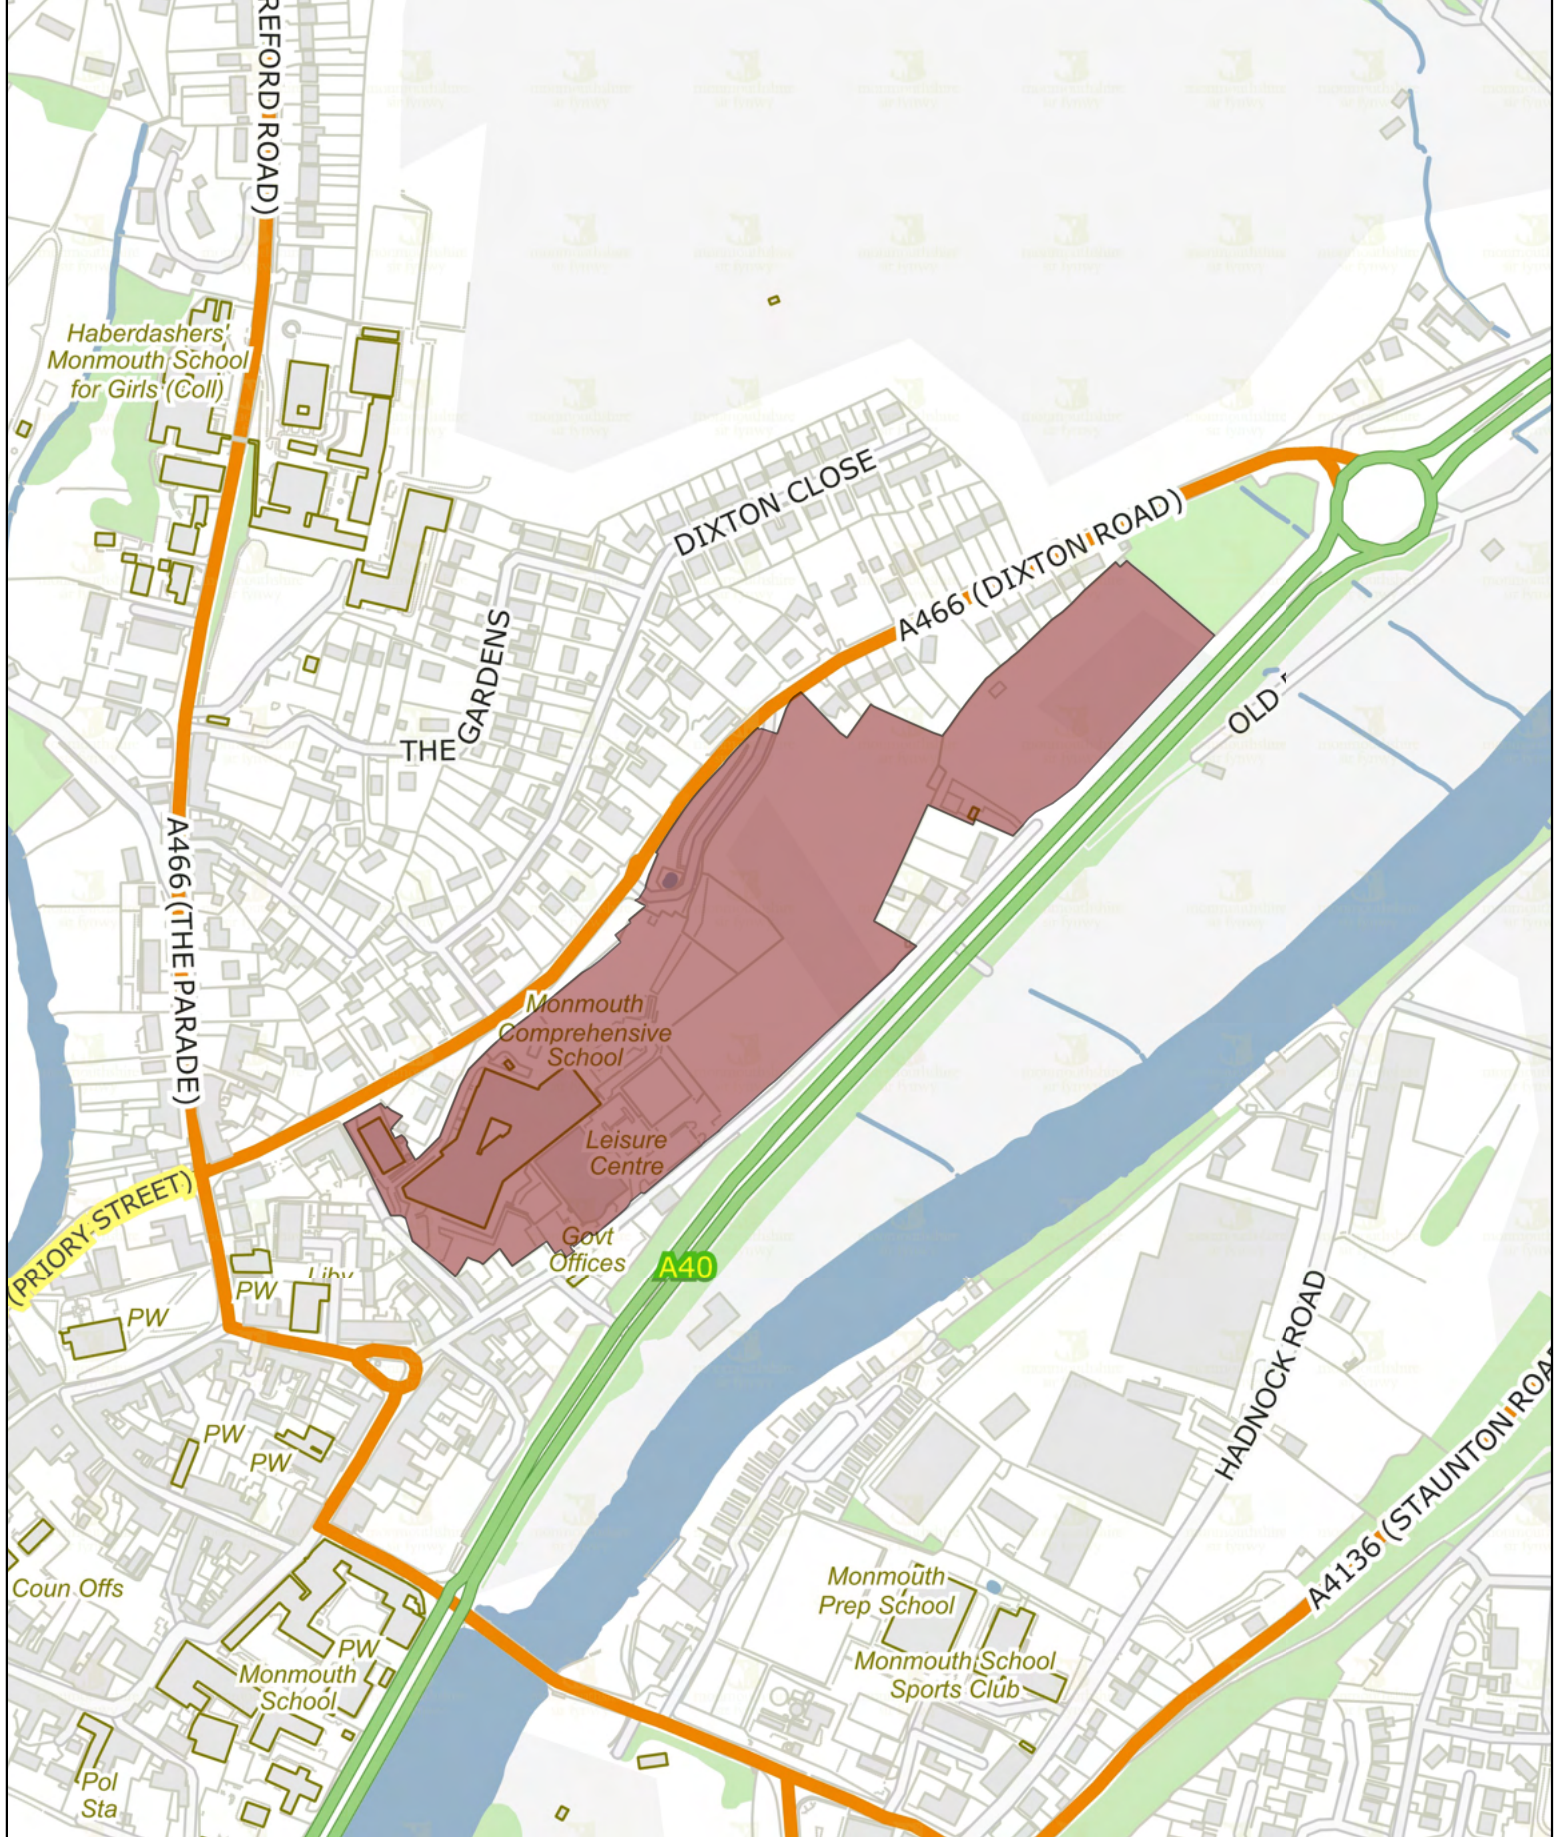 REFORD ROAD)
Haberdashers'
Monmouth School
for Girls (Coll)
DIXTON CLOSE
A466 (DIXTON ROAD)
THE GARDENS
OLD
A466 (THE PARADE)
Monmouth
Comprehensive
School
Leisure
Centre
(PRIORY STREET)
Govt
Offices
A40
PW
Liby
PW
HADNOCK ROAD
PW
PW
A4136 (STAUNTON ROA
Coun Offs
Monmouth
Prep School
PW
Monmouth
School
Monmouth School
Sports Club
Pol
Sta